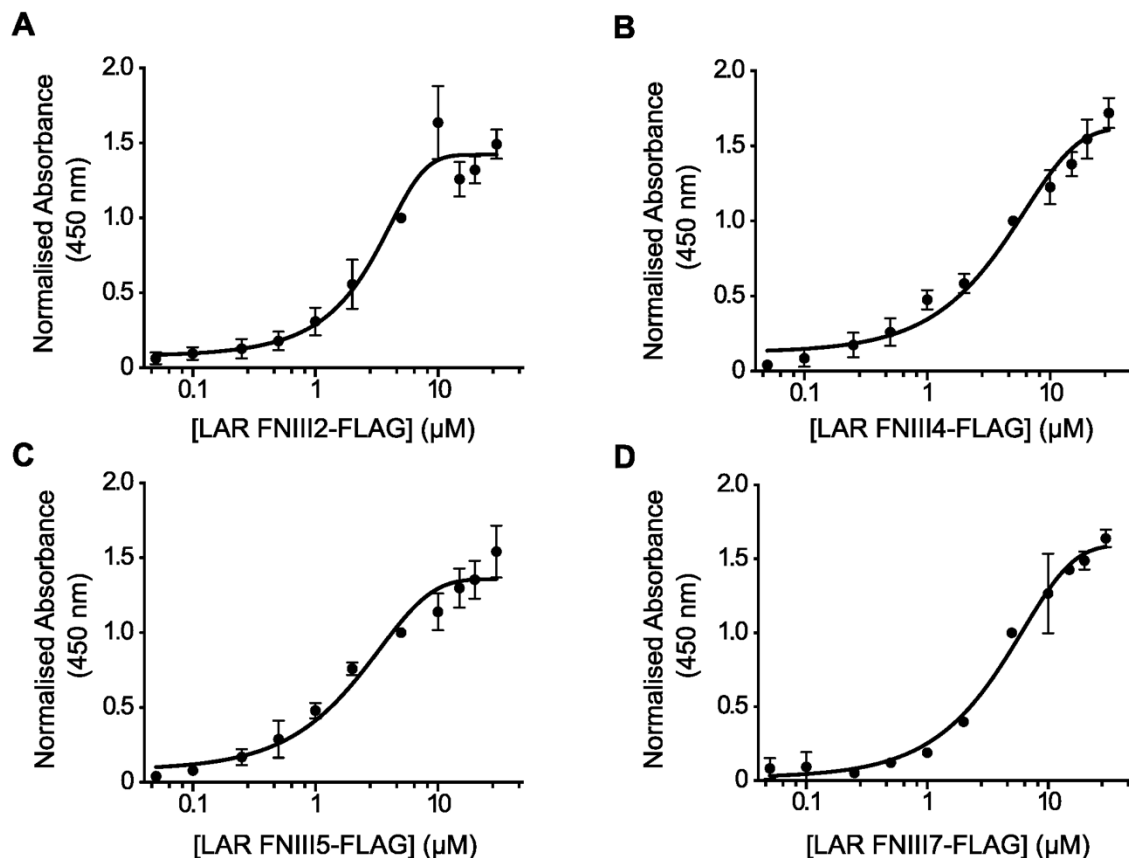 A
Normalised Absorbance
(450 nm)
2.0
1.5
1.0
0.5
0
0.1
1
10
[LAR FNIII2-FLAG] (µM)
B
Normalised Absorbance
(450 nm)
2.0
1.5
1.0
0.5
0
0.1
1
10
[LAR FNIII4-FLAG] (µM)
C
Normalised Absorbance
(450 nm)
2.0
1.5
1.0
0.5
0
0.1
1
10
[LAR FNIII5-FLAG] (µM)
D
Normalised Absorbance
(450 nm)
2.0
1.5
1.0
0.5
0
0.1
1
10
[LAR FNIII7-FLAG] (µM)